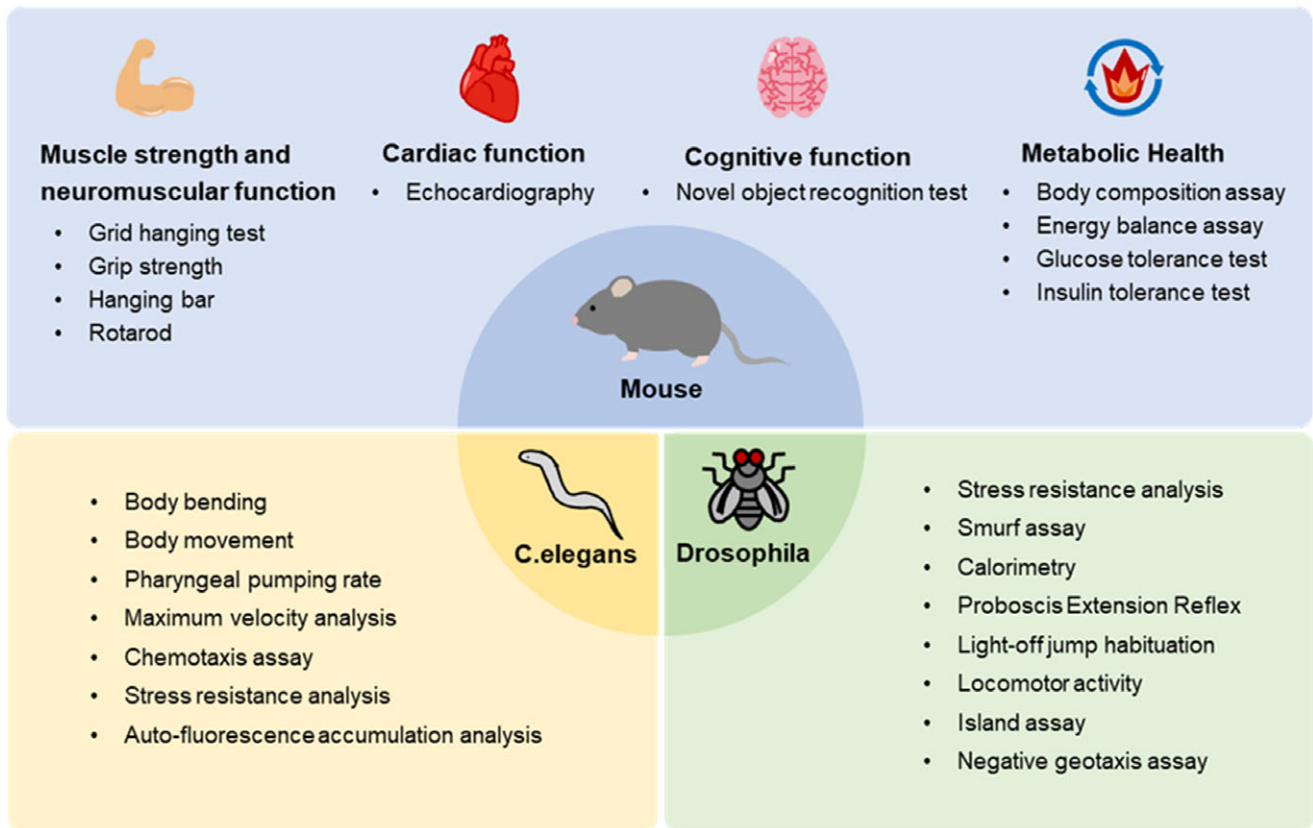 Muscle strength and
neuromuscular function
• Grid hanging test
• Grip strength
• Hanging bar
• Rotarod
Cardiac function
• Echocardiography
Cognitive function
• Novel object recognition test
Metabolic Health
• Body composition assay
• Energy balance assay
• Glucose tolerance test
• Insulin tolerance test
Mouse
• Body bending
• Body movement
• Pharyngeal pumping rate
• Maximum velocity analysis
• Chemotaxis assay
• Stress resistance analysis
• Auto-fluorescence accumulation analysis
C.elegans
Drosophila
• Stress resistance analysis
• Smurf assay
• Calorimetry
• Proboscis Extension Reflex
• Light-off jump habituation
• Locomotor activity
• Island assay
• Negative geotaxis assay